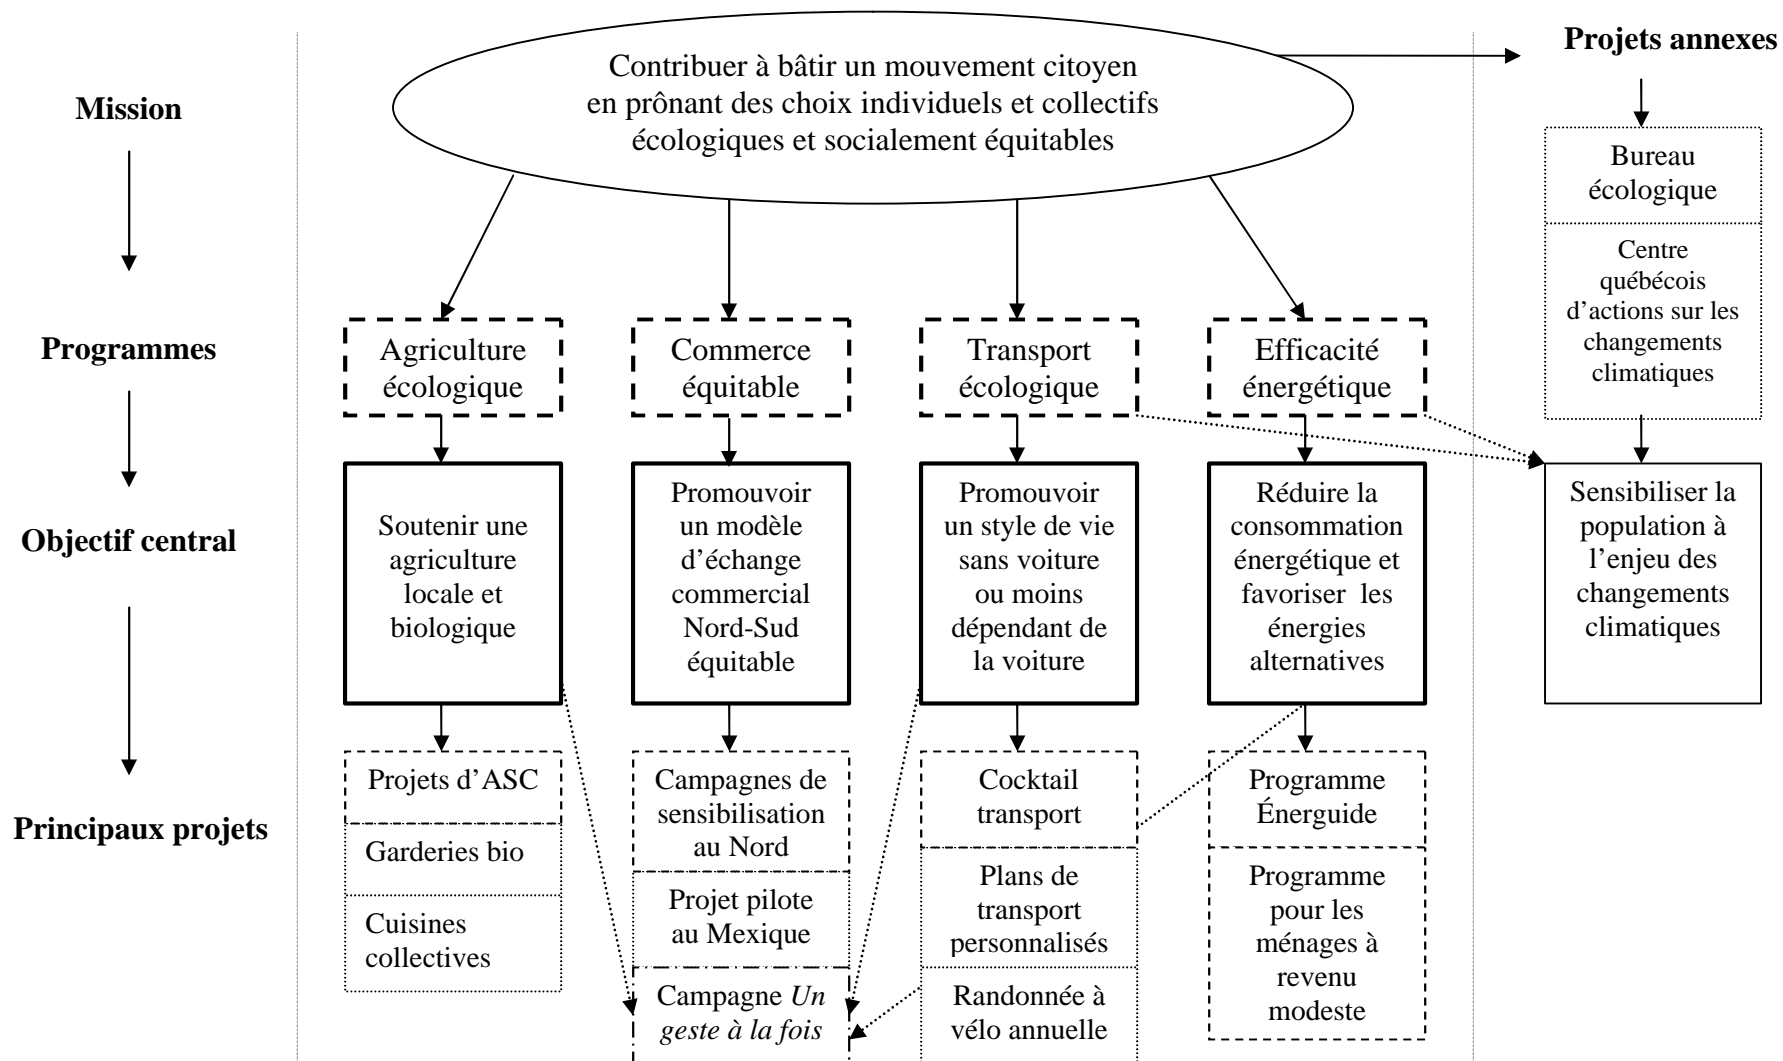 Mission
Contribuer à bâtir un mouvement citoyen
en prônant des choix individuels et collectifs
écologiques et socialement équitables
Projets annexes
Bureau
écologique
Centre
québécois
d’actions sur les
changements
climatiques
Programmes
Agriculture
écologique
Commerce
équitable
Transport
écologique
Efficacité
énergétique
Objectif central
Soutenir une
agriculture
locale et
biologique
Promouvoir
un modèle
d’échange
commercial
Nord-Sud
équitable
Promouvoir
un style de vie
sans voiture
ou moins
dépendant de
la voiture
Réduire la
consommation
énergétique et
favoriser les
énergies
alternatives
Sensibiliser la
population à
l’enjeu des
changements
climatiques
Principaux projets
Projets d’ASC
Garderies bio
Cuisines
collectives
Campagnes de
sensibilisation
au Nord
Projet pilote
au Mexique
Campagne Un
geste à la fois
Cocktail
transport
Plans de
transport
personnalisés
Randonnée à
vélo annuelle
Programme
Énerguide
Programme
pour les
ménages à
revenu
modeste